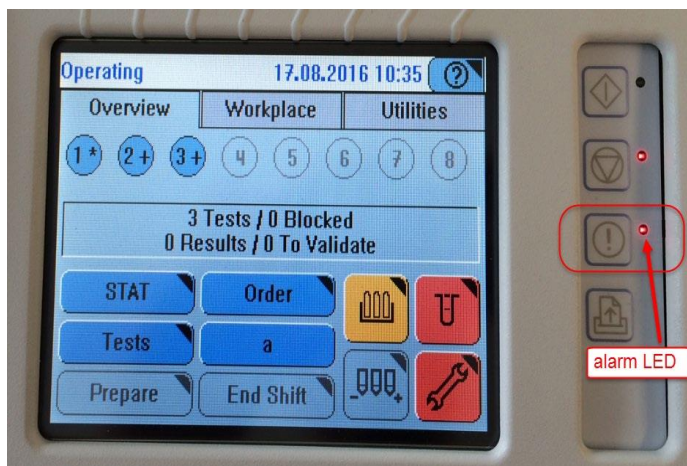 Operating 17.08.2016 10:35 ?
Overview Workplace Utilities
1* 2+ 3+ 4 5 6 7 8
3 Tests / 0 Blocked
0 Results / 0 To Validate
STAT Order
Tests a
Prepare End Shift
alarm LED